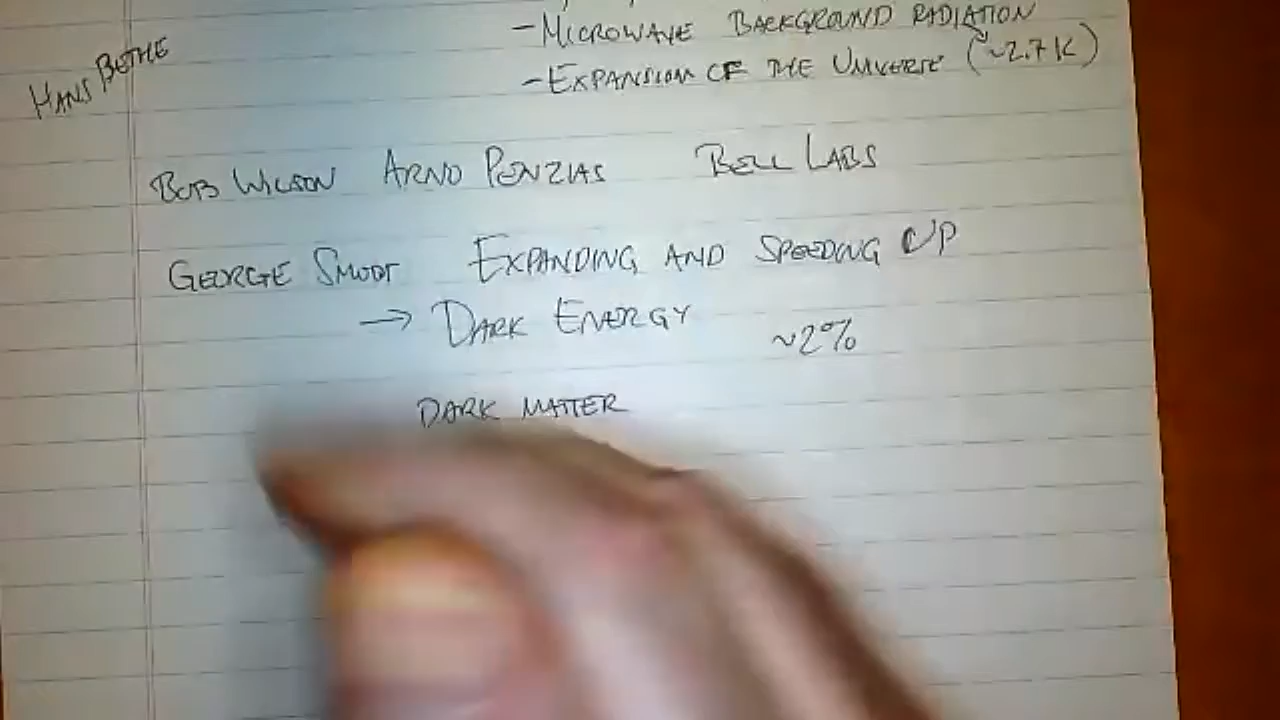 - MICROWAVE BACKGROUND RADIATION
- EXPANSION OF THE UNIVERSE (~2.7K)
HANS BETHE
BOB WILSON ARNO PENZIAS BELL LABS
GEORGE SMOOT EXPANDING AND SPEEDING UP
→ DARK ENERGY ~2%
DARK MATTER